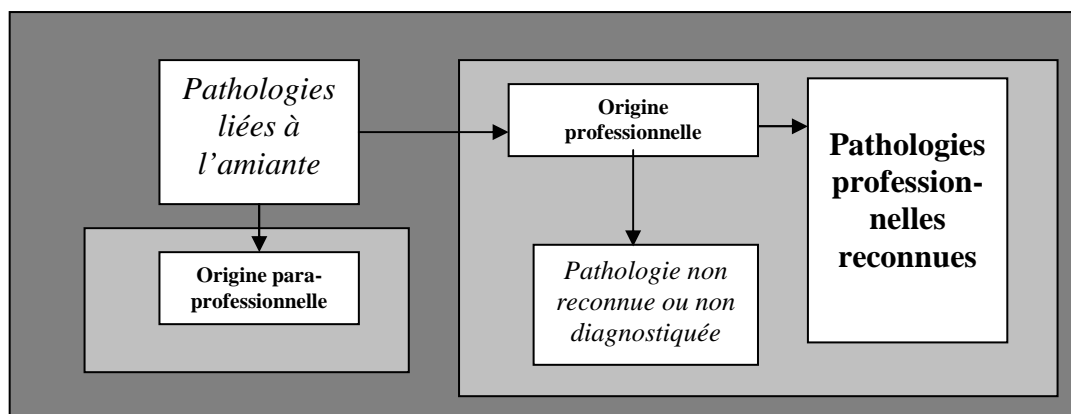 Pathologies
liées à
l’amiante
Origine para-
professionnelle
Origine
professionnelle
Pathologie non
reconnue ou non
diagnostiquée
Pathologies
profession-
nelles
reconnues